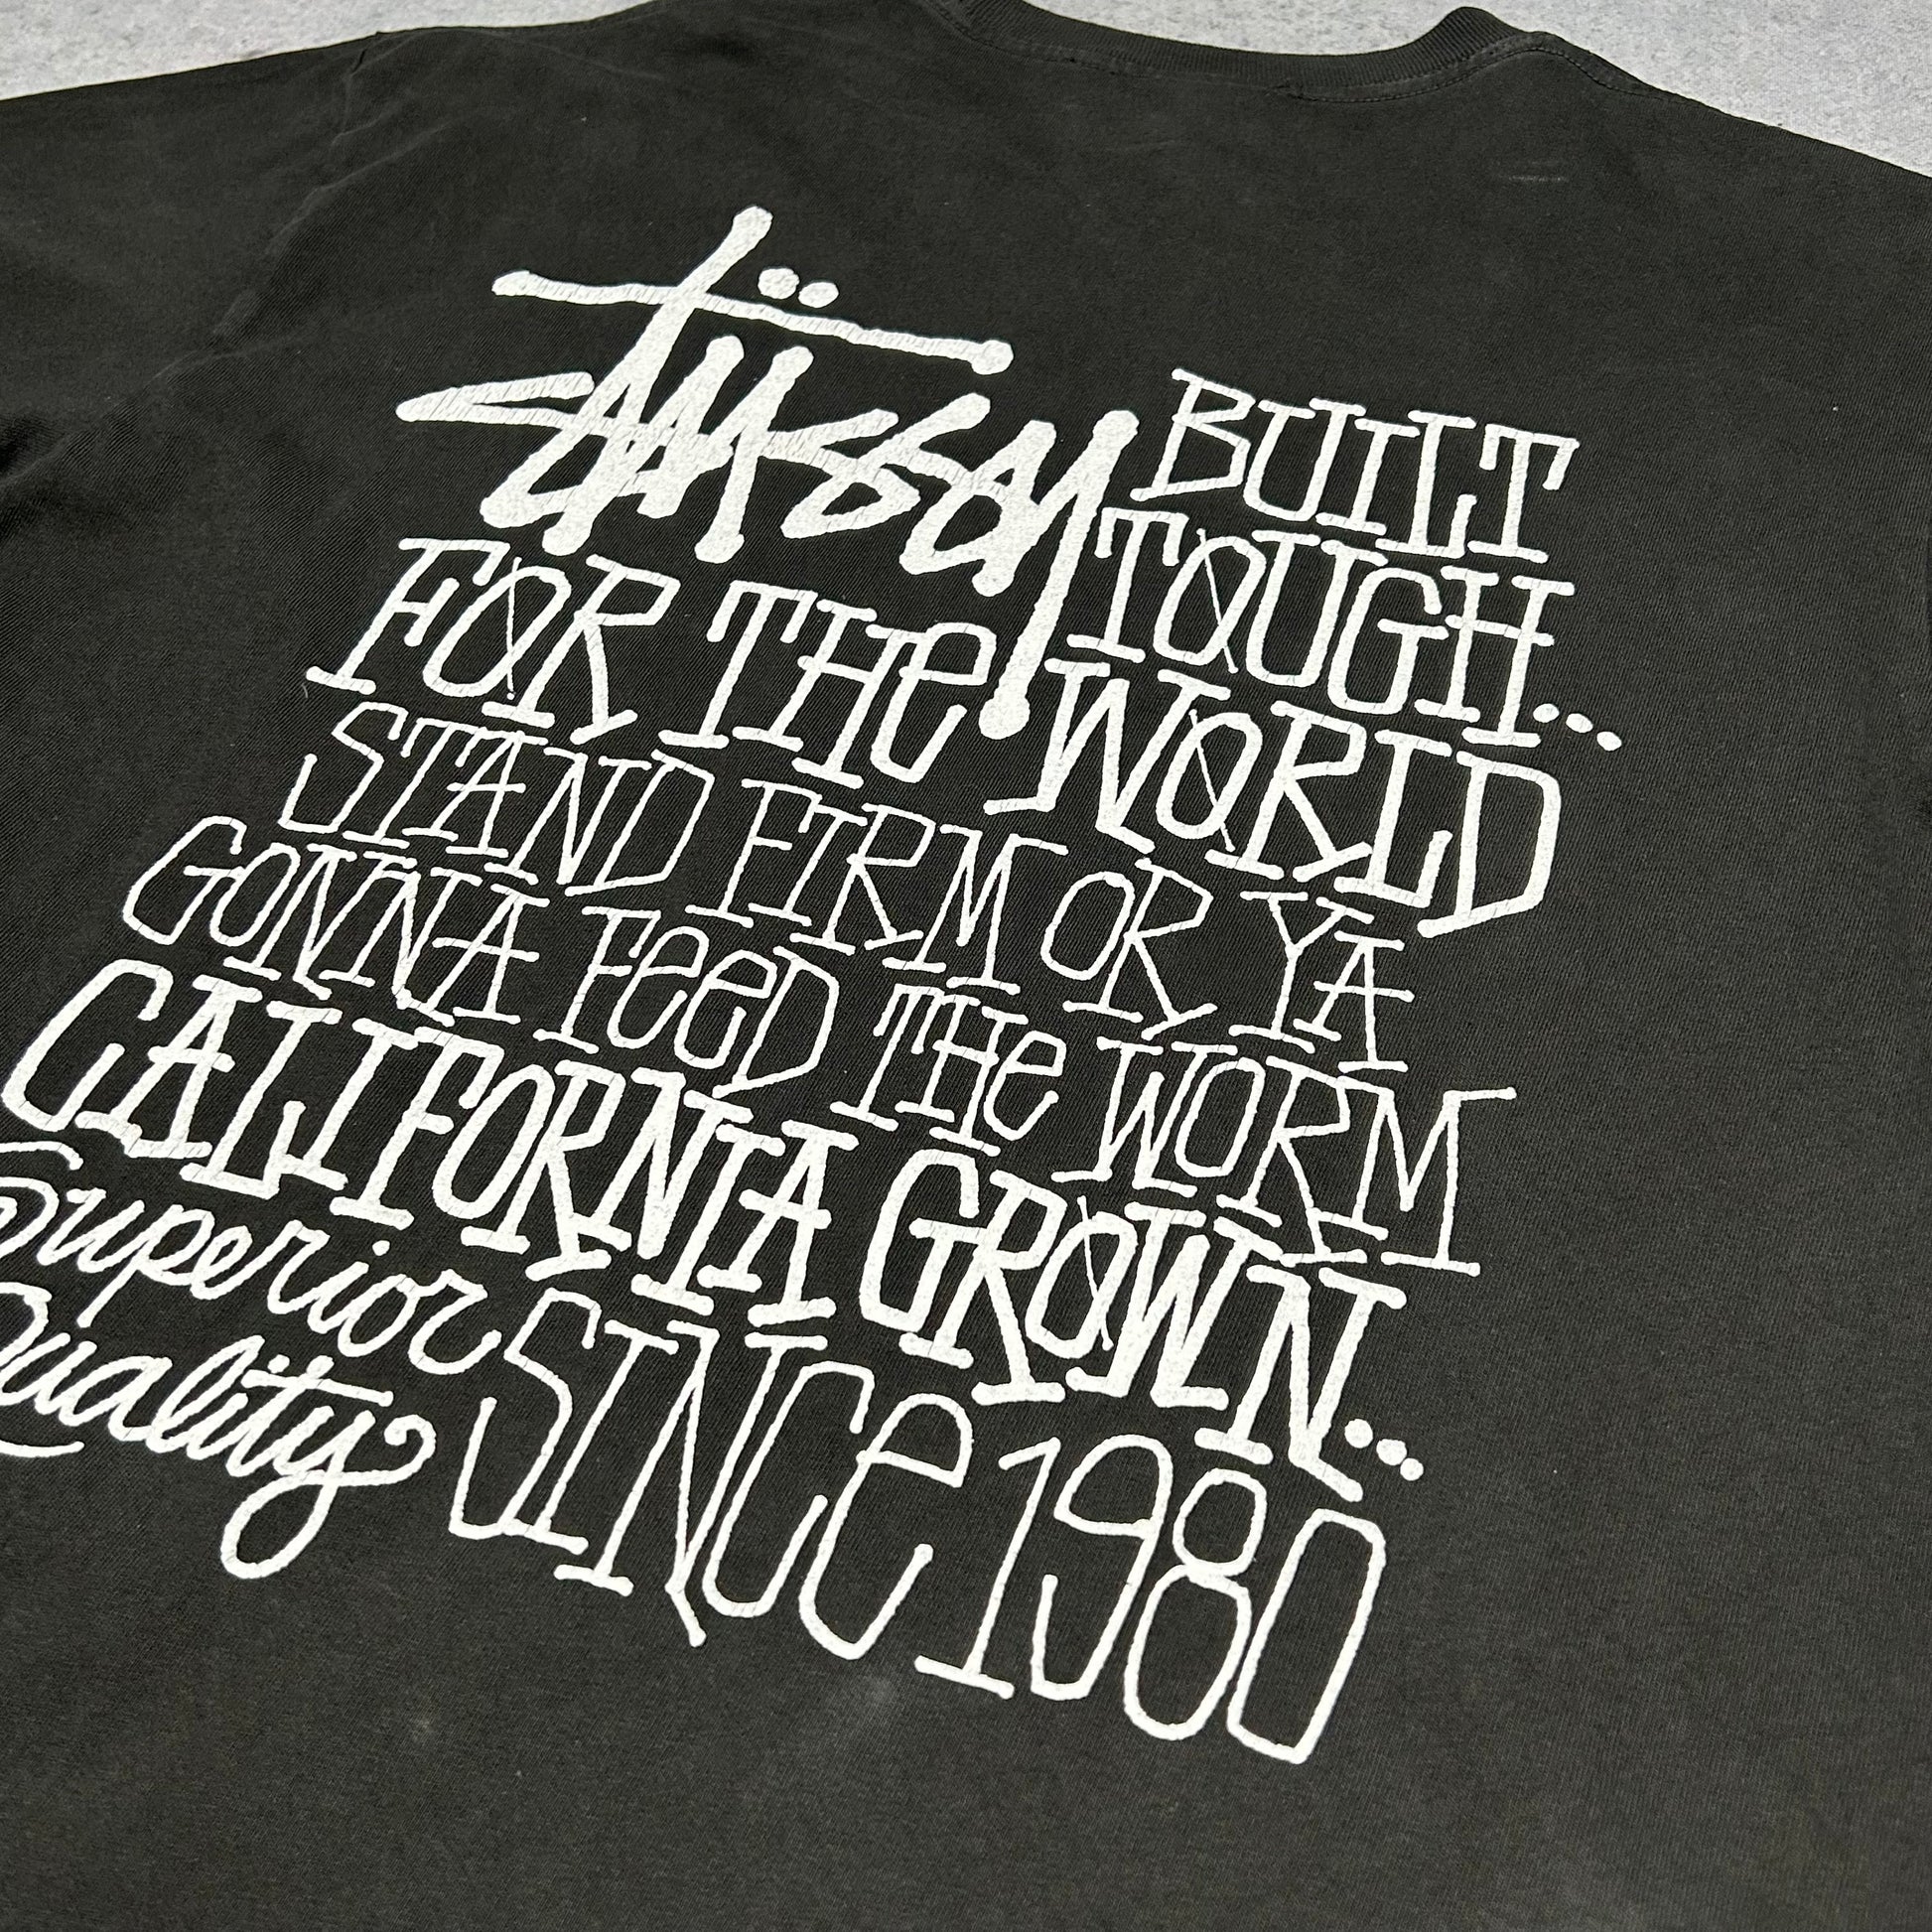 Stüssy BUILT
TOUGH...
FOR THe WORLD
STAND FIRM OR YA
GONNA FeeD THe WORM
CALIFORNIA GROWN...
Superior
Quality SINCe 1980